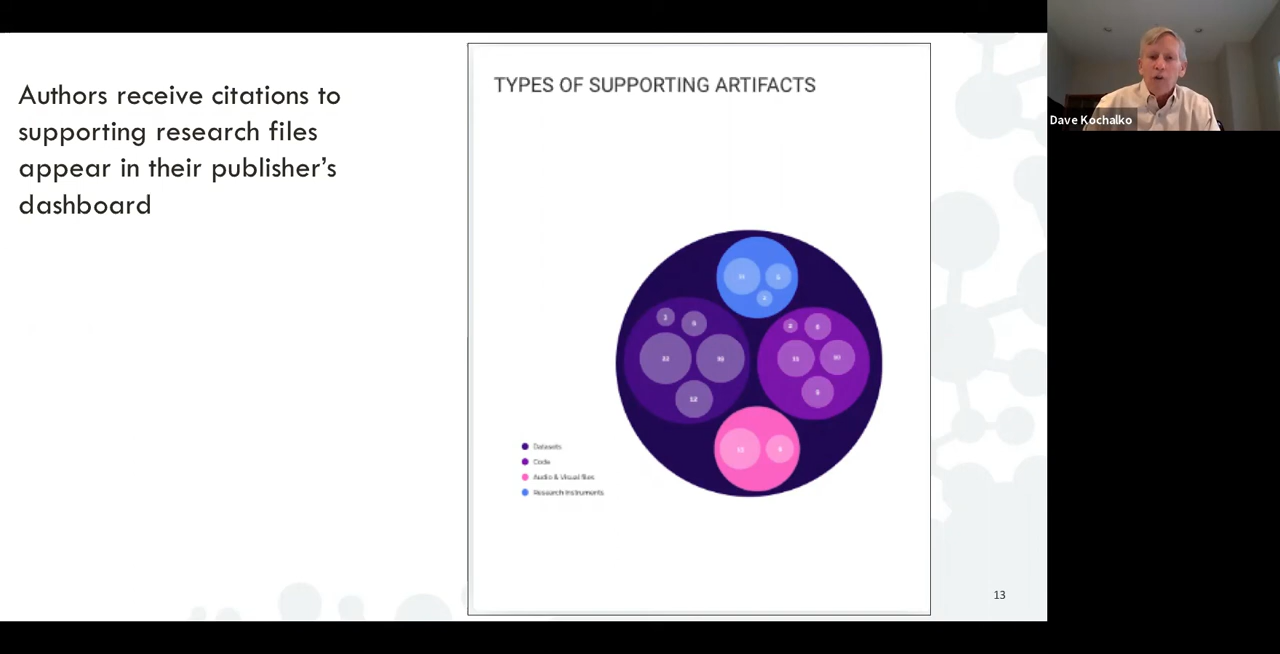 Authors receive citations to
supporting research files
appear in their publisher's
dashboard
TYPES OF SUPPORTING ARTIFACTS
12
Datasets
Code
Audio & Visual files
Research Instruments
13
Dave Kochalko